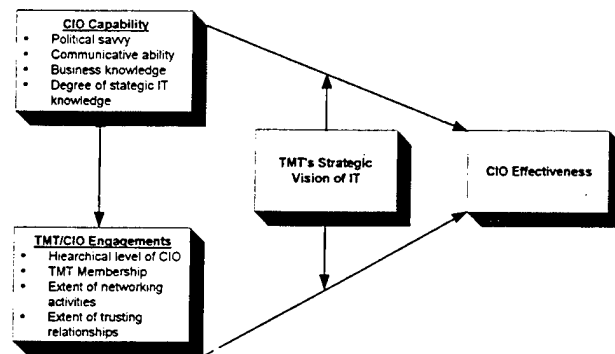 CIO Capability
• Political savvy
• Communicative ability
• Business knowledge
• Degree of stategic IT
knowledge
TMT's Strategic
Vision of IT
CIO Effectiveness
TMT/CIO Engagements
• Hiearchical level of CIO
• TMT Membership
• Extent of networking
activities
• Extent of trusting
relationships